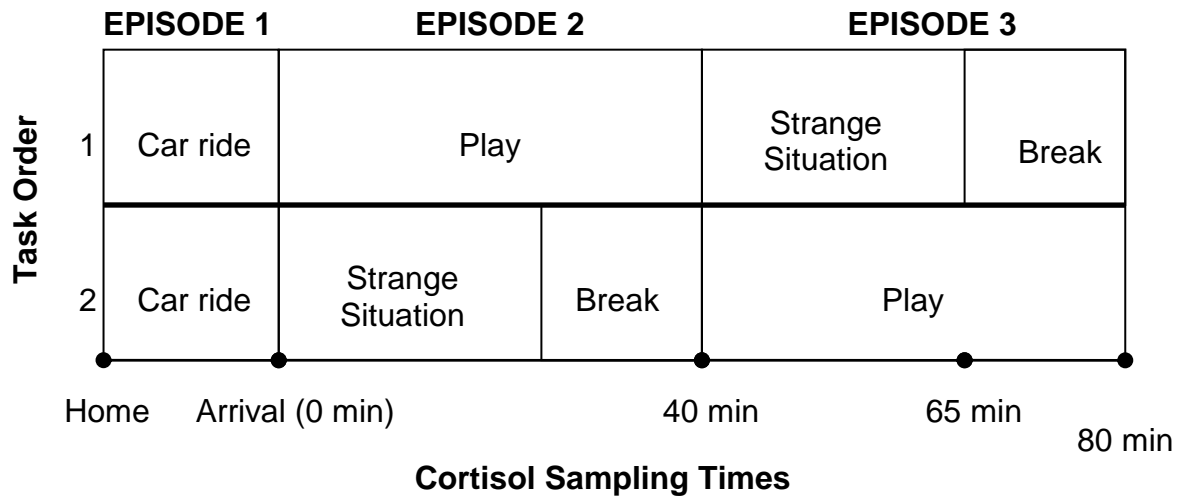 EPISODE 1 EPISODE 2 EPISODE 3
Task Order
1 Car ride Play Strange
Situation Break
2 Car ride Strange
Situation Break Play
Home Arrival (0 min) 40 min 65 min 80 min
Cortisol Sampling Times